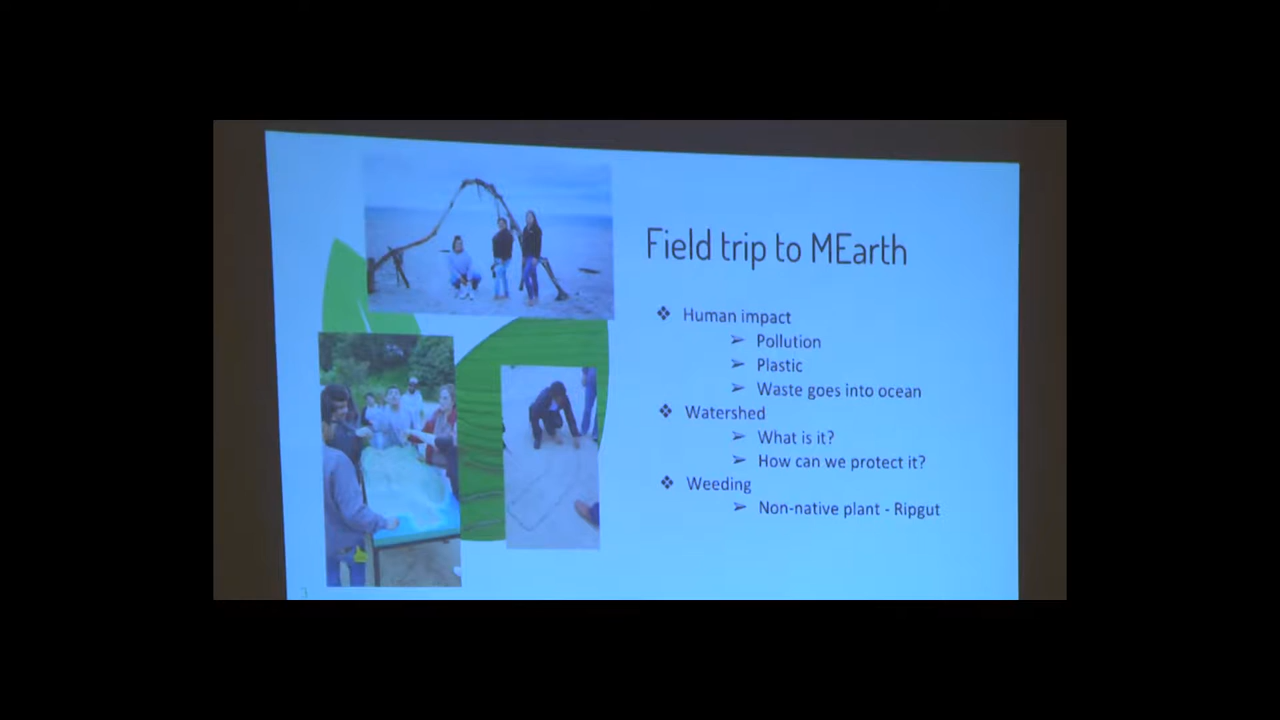 Field trip to MEarth
❖ Human impact
➢ Pollution
➢ Plastic
➢ Waste goes into ocean
❖ Watershed
➢ What is it?
➢ How can we protect it?
❖ Weeding
➢ Non-native plant - Ripgut